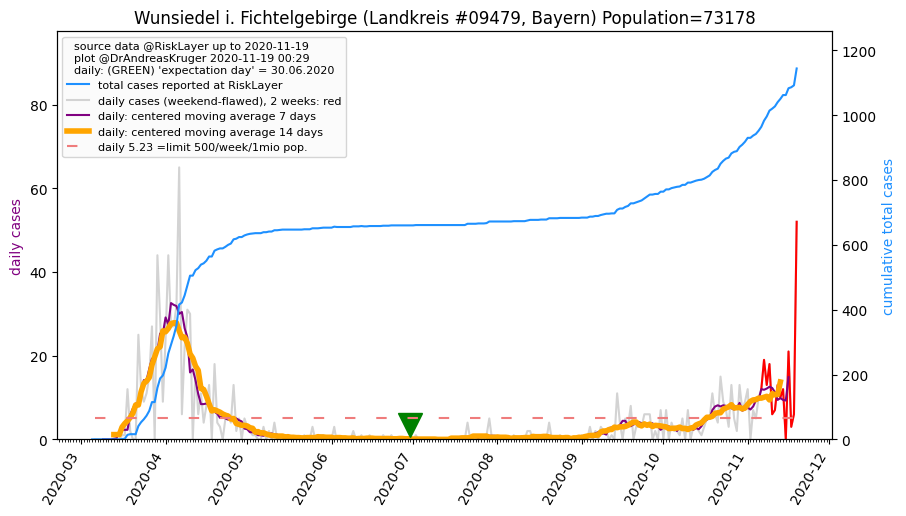 Wunsiedel i. Fichtelgebirge (Landkreis #09479, Bayern) Population=73178
source data @RiskLayer up to 2020-11-19
plot @DrAndreasKruger 2020-11-19 00:29
daily: (GREEN) 'expectation day' = 30.06.2020
total cases reported at RiskLayer
daily cases (weekend-flawed), 2 weeks: red
daily: centered moving average 7 days
daily: centered moving average 14 days
daily 5.23 =limit 500/week/1mio pop.
daily cases
80
60
40
20
0
cumulative total cases
1200
1000
800
600
400
200
0
2020-03
2020-04
2020-05
2020-06
2020-07
2020-08
2020-09
2020-10
2020-11
2020-12